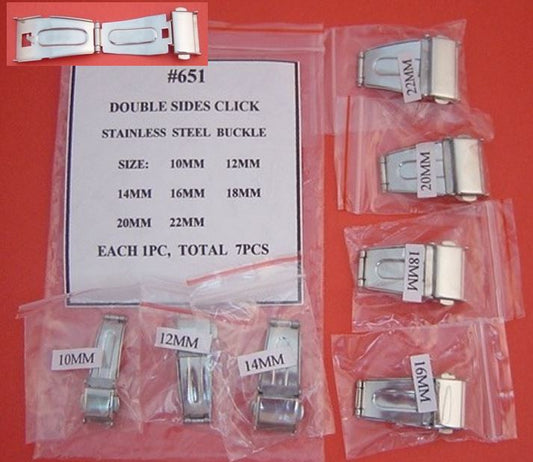 #651
DOUBLE SIDES CLICK
STAINLESS STEEL BUCKLE
SIZE: 10MM 12MM
14MM 16MM 18MM
20MM 22MM
EACH 1PC, TOTAL 7PCS
22MM
20MM
18MM
16MM
10MM
12MM
14MM